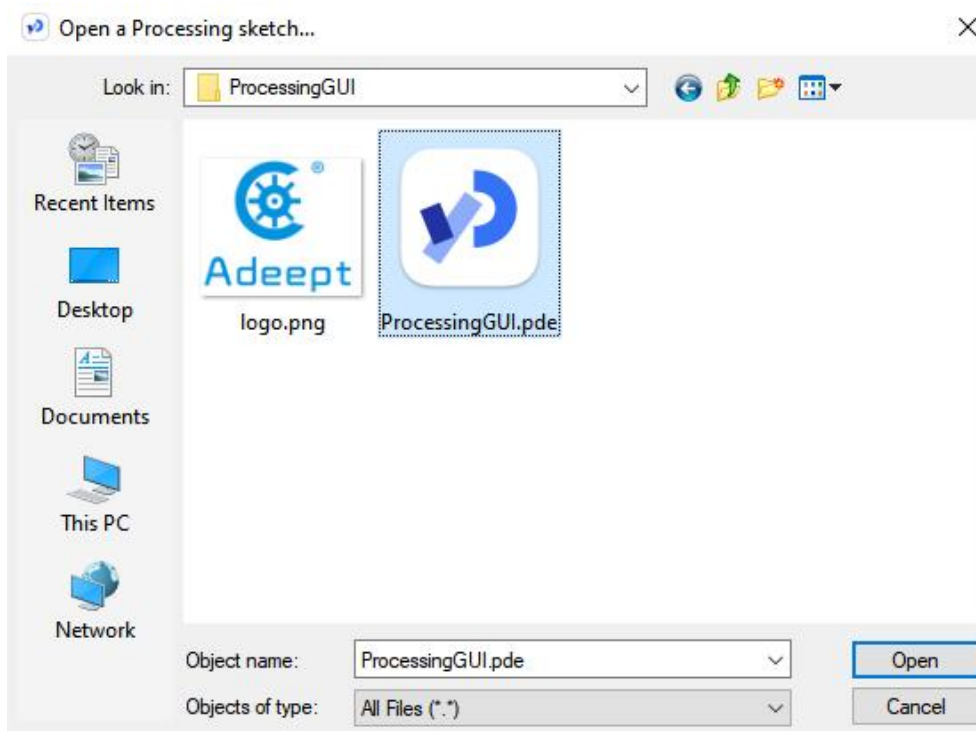 Open a Processing sketch...
Look in: ProcessingGUI
Recent Items
Desktop
Documents
This PC
Network
Adeept
®
logo.png
ProcessingGUI.pde
Object name: ProcessingGUI.pde Open
Objects of type: All Files (*.*) Cancel